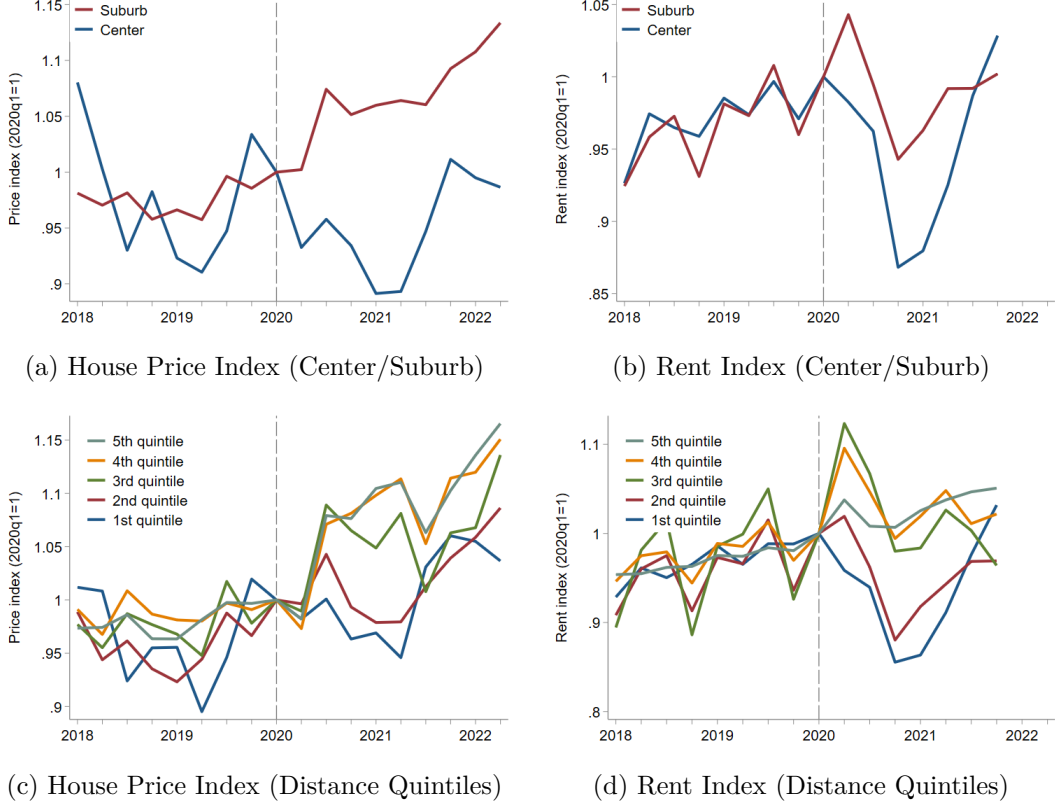 1.15
1.1
1.05
1
.95
.9
Price index (2020q1=1)
Suburb
Center
2018 2019 2020 2021 2022
(a) House Price Index (Center/Suburb)
1.05
1
.95
.9
.85
Rent index (2020q1=1)
Suburb
Center
2018 2019 2020 2021 2022
(b) Rent Index (Center/Suburb)
1.15
1.1
1.05
1
.95
.9
Price index (2020q1=1)
5th quintile
4th quintile
3rd quintile
2nd quintile
1st quintile
2018 2019 2020 2021 2022
(c) House Price Index (Distance Quintiles)
1.1
1
.9
.8
Rent index (2020q1=1)
5th quintile
4th quintile
3rd quintile
2nd quintile
1st quintile
2018 2019 2020 2021 2022
(d) Rent Index (Distance Quintiles)